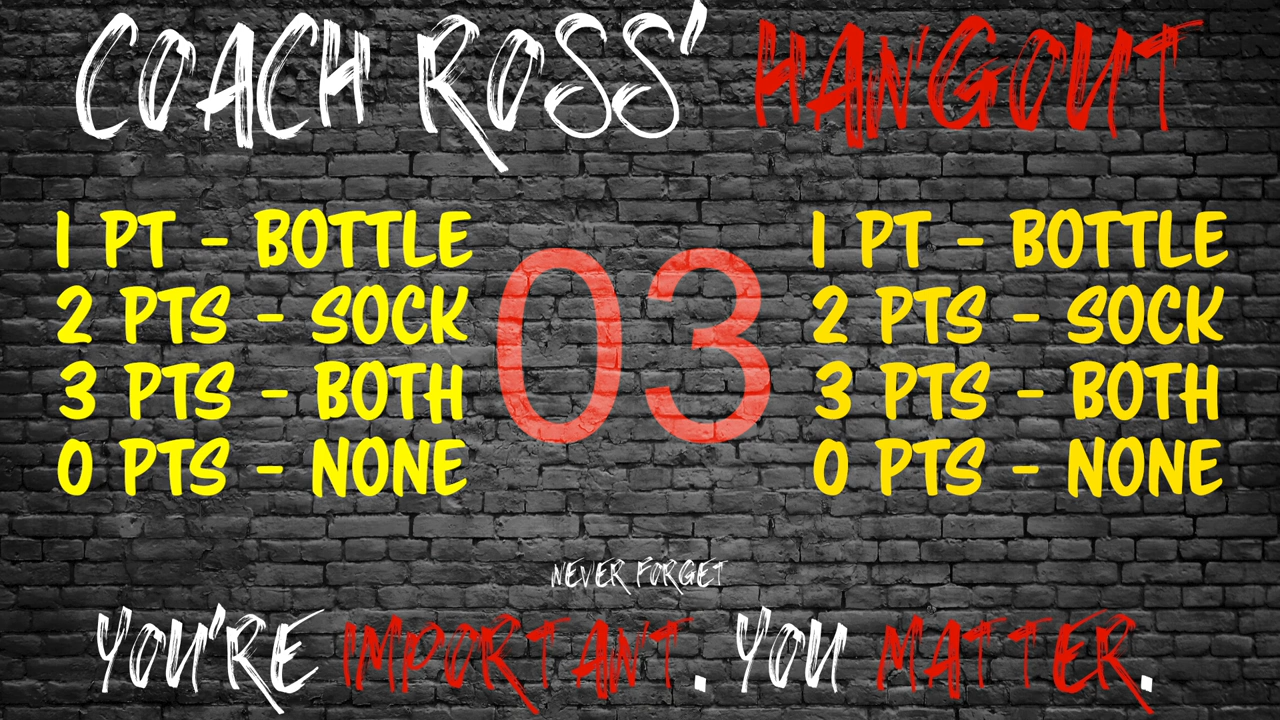 COACH ROSS' HANGOUT
1 PT - BOTTLE
2 PTS - SOCK
3 PTS - BOTH
0 PTS - NONE
03
1 PT - BOTTLE
2 PTS - SOCK
3 PTS - BOTH
0 PTS - NONE
NEVER FORGET
YOU'RE IMPORTANT. YOU MATTER.